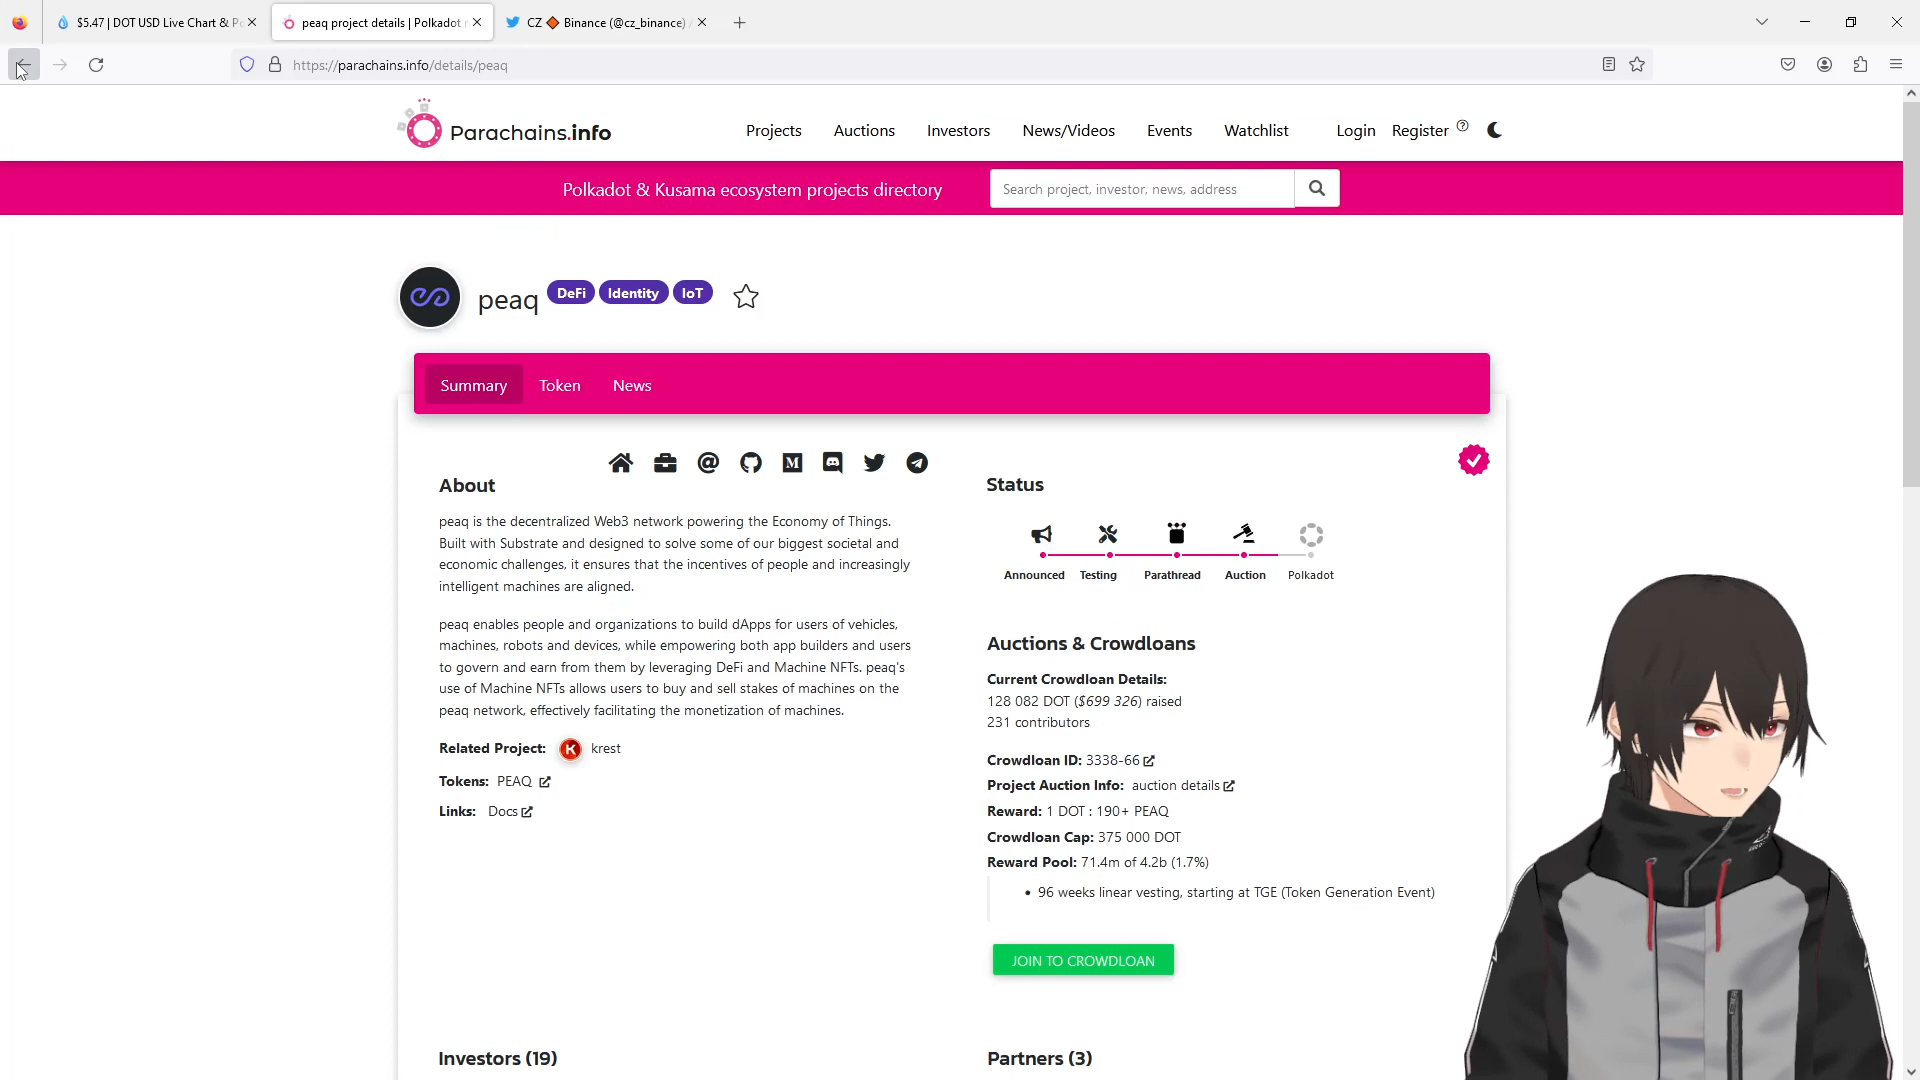 $5.47 | DOT USD Live Chart & P
peaq project details | Polkadot
CZ 🔶 Binance (@cz_binance)
https://parachains.info/details/peaq
Parachains.info
Projects
Auctions
Investors
News/Videos
Events
Watchlist
Login
Register
Polkadot & Kusama ecosystem projects directory
Search project, investor, news, address
peaq
DeFi
Identity
IoT
Summary
Token
News
About
peaq is the decentralized Web3 network powering the Economy of Things.
Built with Substrate and designed to solve some of our biggest societal and
economic challenges, it ensures that the incentives of people and increasingly
intelligent machines are aligned.
peaq enables people and organizations to build dApps for users of vehicles,
machines, robots and devices, while empowering both app builders and users
to govern and earn from them by leveraging DeFi and Machine NFTs. peaq's
use of Machine NFTs allows users to buy and sell stakes of machines on the
peaq network, effectively facilitating the monetization of machines.
Related Project: K krest
Tokens: PEAQ
Links: Docs
Investors (19)
Status
Announced
Testing
Parathread
Auction
Polkadot
Auctions & Crowdloans
Current Crowdloan Details:
128 082 DOT ($699 326) raised
231 contributors
Crowdloan ID: 3338-66
Project Auction Info: auction details
Reward: 1 DOT : 190+ PEAQ
Crowdloan Cap: 375 000 DOT
Reward Pool: 71.4m of 4.2b (1.7%)
• 96 weeks linear vesting, starting at TGE (Token Generation Event)
JOIN TO CROWDLOAN
Partners (3)